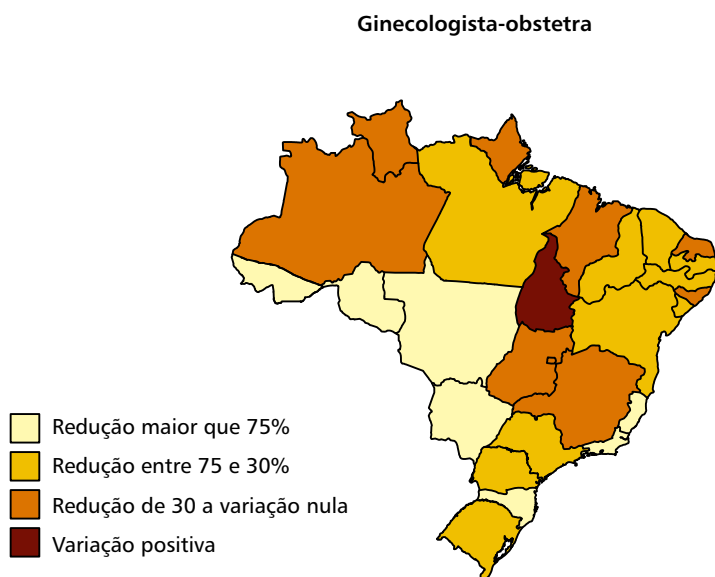 Ginecologista-obstetra
Redução maior que 75%
Redução entre 75 e 30%
Redução de 30 a variação nula
Variação positiva